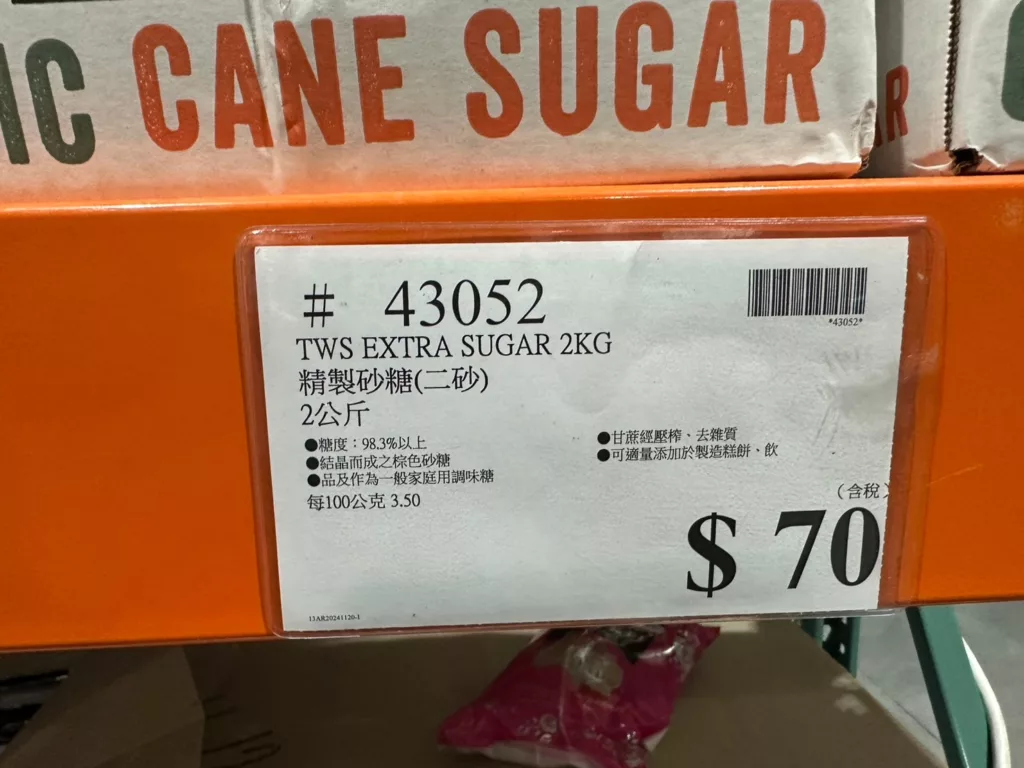 IC CANE SUGAR
R
# 43052
*43052*
TWS EXTRA SUGAR 2KG
精製砂糖(二砂)
2公斤
●糖度：98.3%以上
●結晶而成之棕色砂糖
●品及作為一般家庭用調味糖
●甘蔗經壓榨、去雜質
●可適量添加於製造糕餅、飲
每100公克 3.50
(含稅)
$ 70
13AR20241120-1